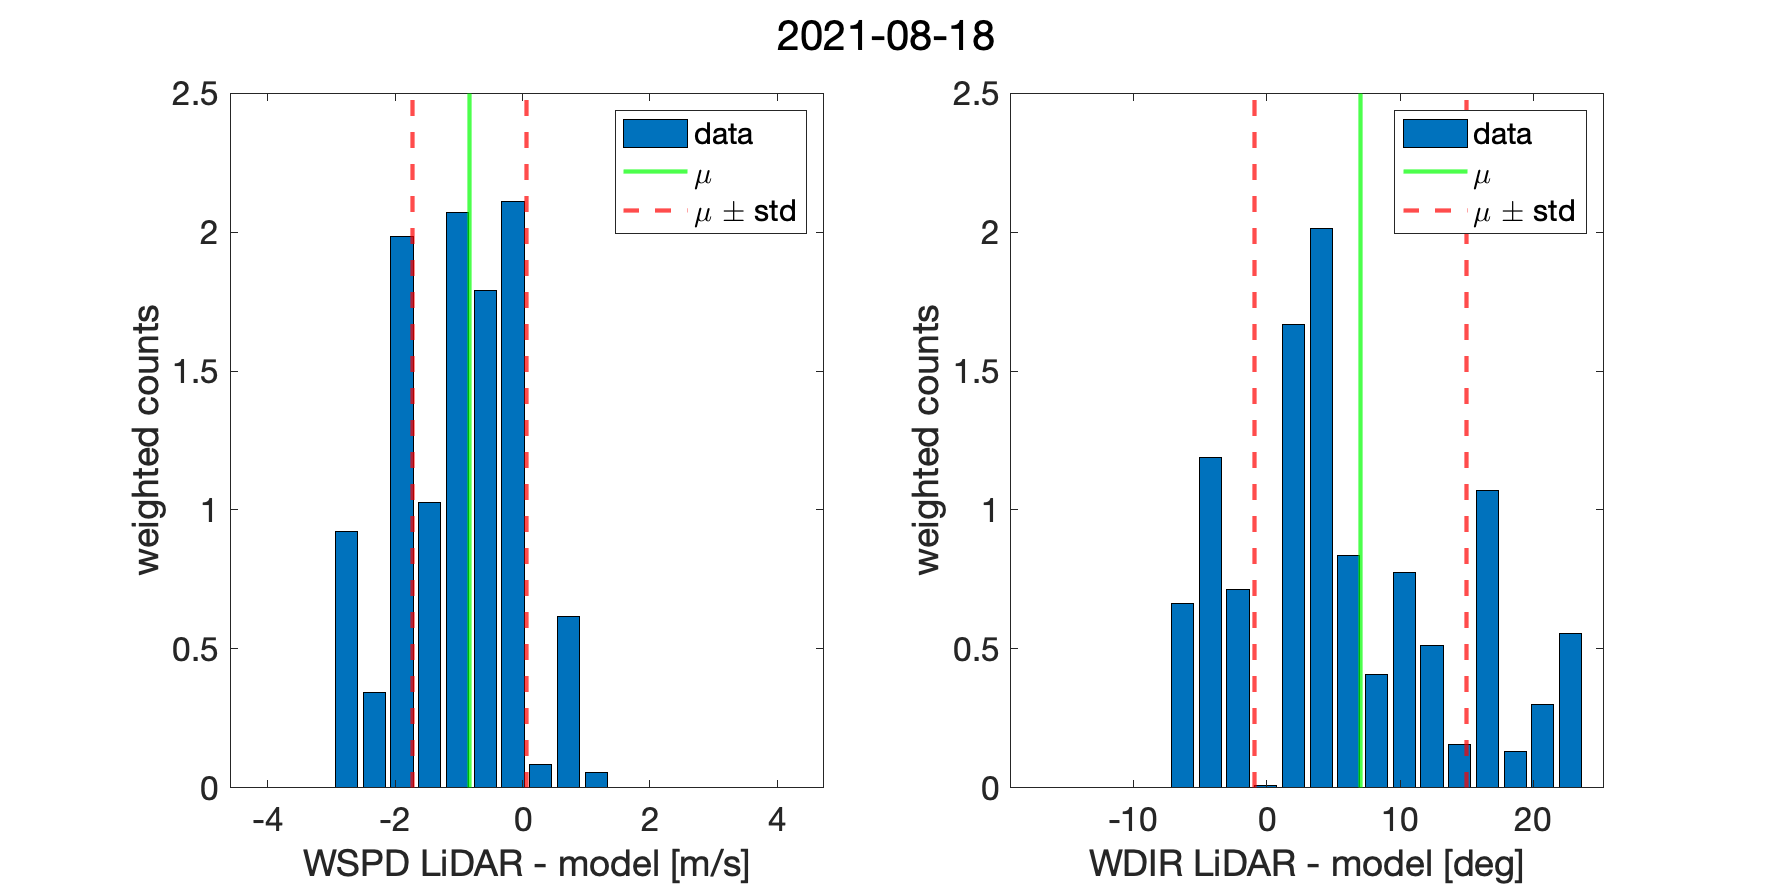 2021-08-18
2.5
2
1.5
1
0.5
0
-4
-2
0
2
4
weighted counts
WSPD LiDAR - model [m/s]
data
μ
μ ± std
2.5
2
1.5
1
0.5
0
-10
0
10
20
weighted counts
WDIR LiDAR - model [deg]
data
μ
μ ± std